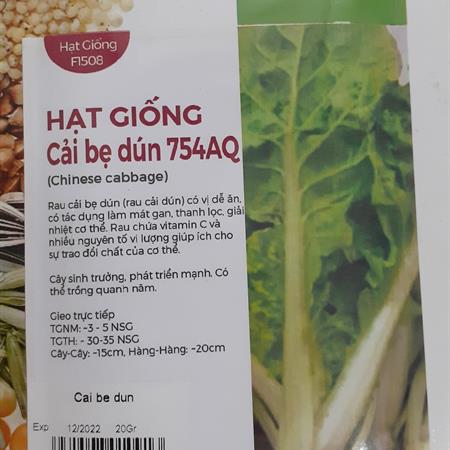 Hạt Giống
F1508
HẠT GIỐNG
Cải bẹ dún 754AQ
(Chinese cabbage)
Rau cải bẹ dún (rau cải dún) có vị dễ ăn,
có tác dụng làm mát gan, thanh lọc, giải
nhiệt cơ thể. Rau chứa vitamin C và
nhiều nguyên tố vi lượng giúp ích cho
sự trao đổi chất của cơ thể.
Cây sinh trưởng, phát triển mạnh. Có
thể trồng quanh năm.
Gieo trực tiếp
TGNM: ~3 - 5 NSG
TGTH: ~ 30-35 NSG
Cây-Cây: ~15cm, Hàng-Hàng: ~20cm
Cai be dun
Exp 12/2022 20Gr